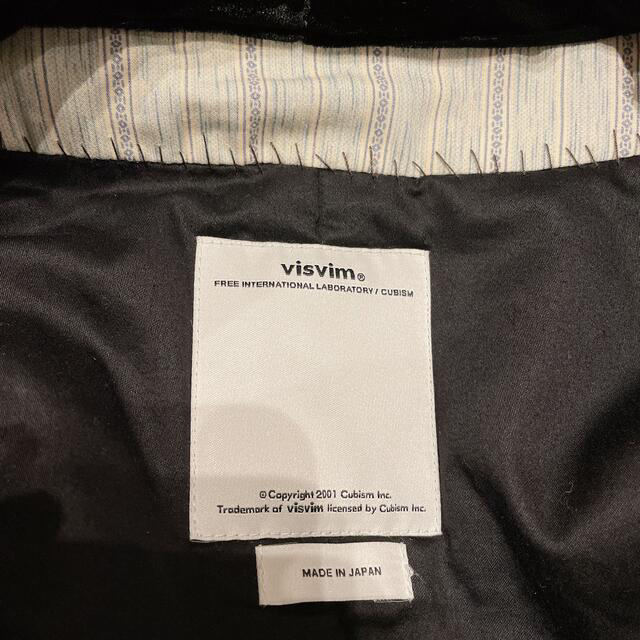 visvim®
FREE INTERNATIONAL LABORATORY / CUBISM
© Copyright 2001 Cubism Inc.
Trademark of visvim licensed by Cubism Inc.
MADE IN JAPAN